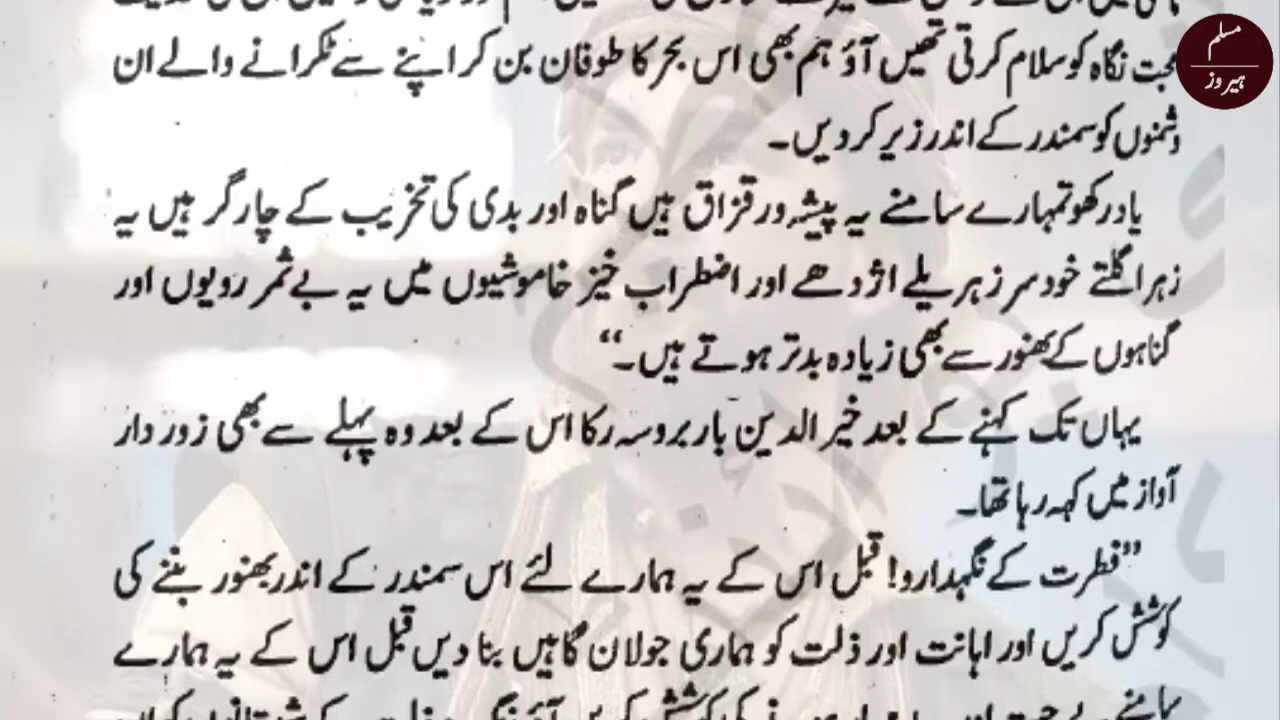 محبت نگاہ کو سلام کرتی تھیں آؤ ہم بھی اس بحر کا طوفان بن کر اپنے سے ٹکرانے والے ان
دشمنوں کو سمندر کے اندر زیر کر دیں۔
یاد رکھو تمہارے سامنے یہ پیشہ ور قزاق ہیں گناہ اور بدی کی تخریب کے چارگر ہیں یہ
زہر اگلتے خود سر زہریلے اژدھے اور اضطراب خیز خاموشیوں میں یہ بے ثمر رویوں اور
گناہوں کے بھنور سے بھی زیادہ بدتر ہوتے ہیں۔“
یہاں تک کہنے کے بعد خیر الدین باربروسہ رکا اس کے بعد وہ پہلے سے بھی زور دار
آواز میں کہہ رہا تھا۔
”فطرت کے نگہدارو! قبل اس کے یہ ہمارے لئے اس سمندر کے اندر بھنور بننے کی
کوشش کریں اور اہانت اور ذلت کو ہماری جولان گاہیں بنا دیں قبل اس کے یہ ہمارے
مسلم
ہیروز